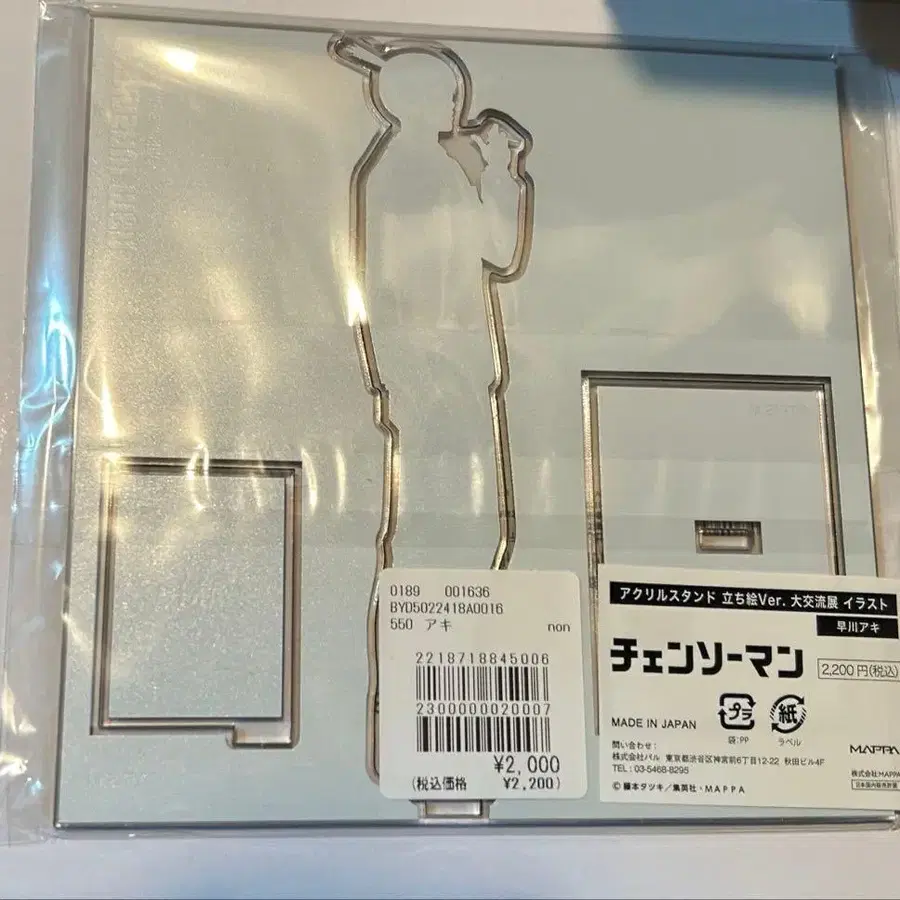 0189 001636
BYD5022418A0016
550 アキ non
2218718845006
2300000020007
¥2,000
(税込価格 ¥2,200)
アクリルスタンド 立ち絵Ver. 大交流展 イラスト
早川アキ
チェンソーマン
2,200円(税込)
MADE IN JAPAN
プラ
袋:PP
紙
ラベル
MAPPA
問い合わせ:
株式会社パル 東京都渋谷区神宮前6丁目12-22 秋田ビル4F
TEL:03-5468-8295
株式会社MAPPA
日本国内販売許諾
©藤本タツキ/集英社・MAPPA